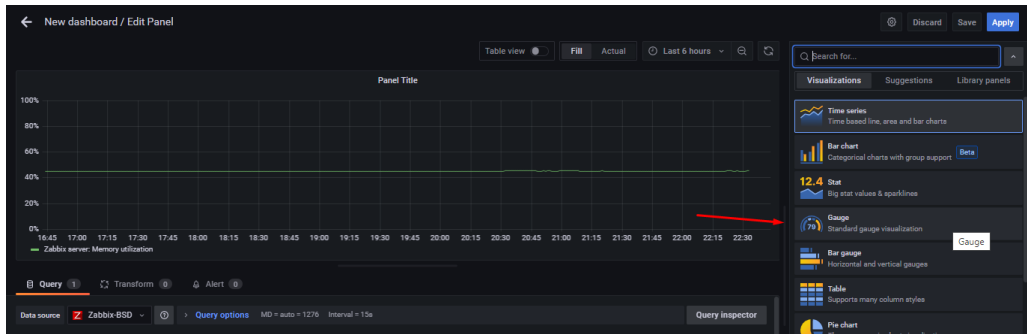 New dashboard / Edit Panel
Discard Save Apply
Table view Fill Actual Last 6 hours
Search for...
Panel Title
Visualizations Suggestions Library panels
100%
80%
60%
40%
20%
0%
16:45 17:00 17:15 17:30 17:45 18:00 18:15 18:30 18:45 19:00 19:15 19:30 19:45 20:00 20:15 20:30 20:45 21:00 21:15 21:30 21:45 22:00 22:15 22:30
Zabbix server: Memory utilization
Time series
Time based line, area and bar charts
Bar chart
Categorical charts with group support Beta
12.4 Stat
Big stat values & sparklines
79 Gauge
Standard gauge visualization
Gauge
Bar gauge
Horizontal and vertical gauges
Table
Supports many column styles
Pie chart
Query 1 Transform 0 Alert 0
Data source Z Zabbix-BSD Query options MD = auto = 1276 Interval = 15s Query inspector